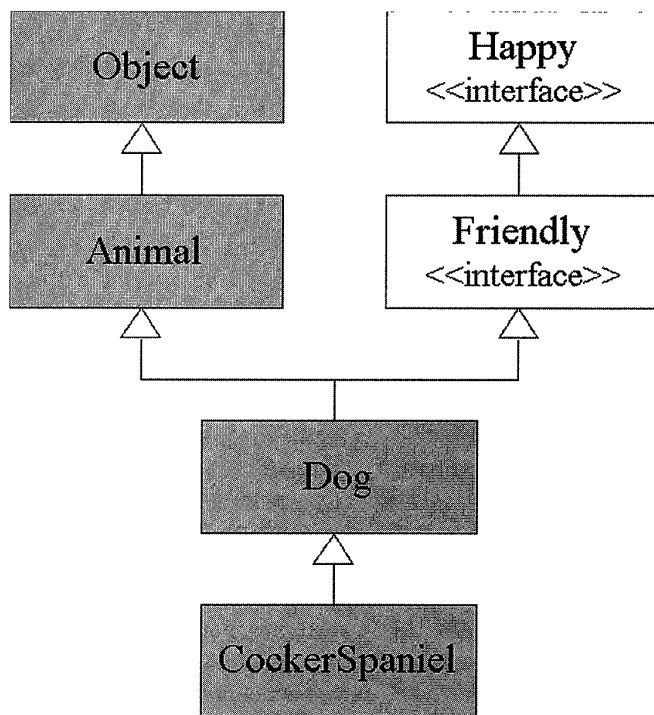 Object
Happy
<<interface>>
Animal
Friendly
<<interface>>
Dog
CockerSpaniel